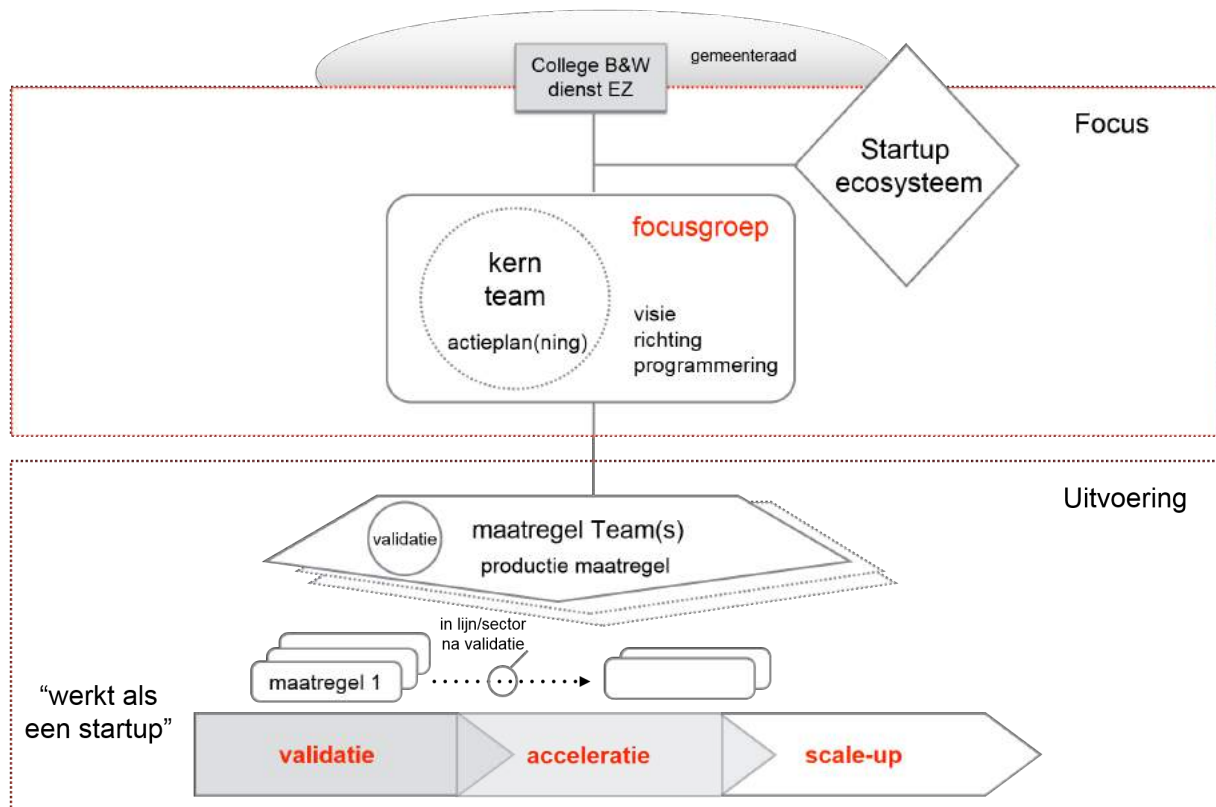 gemeenteraad
College B&W
dienst EZ
Focus
Startup
ecosysteem
focusgroep
kern
team
actieplan(ning)
visie
richting
programmering
Uitvoering
validatie
maatregel Team(s)
productie maatregel
in lijn/sector
na validatie
maatregel 1
“werkt als
een startup”
validatie
acceleratie
scale-up